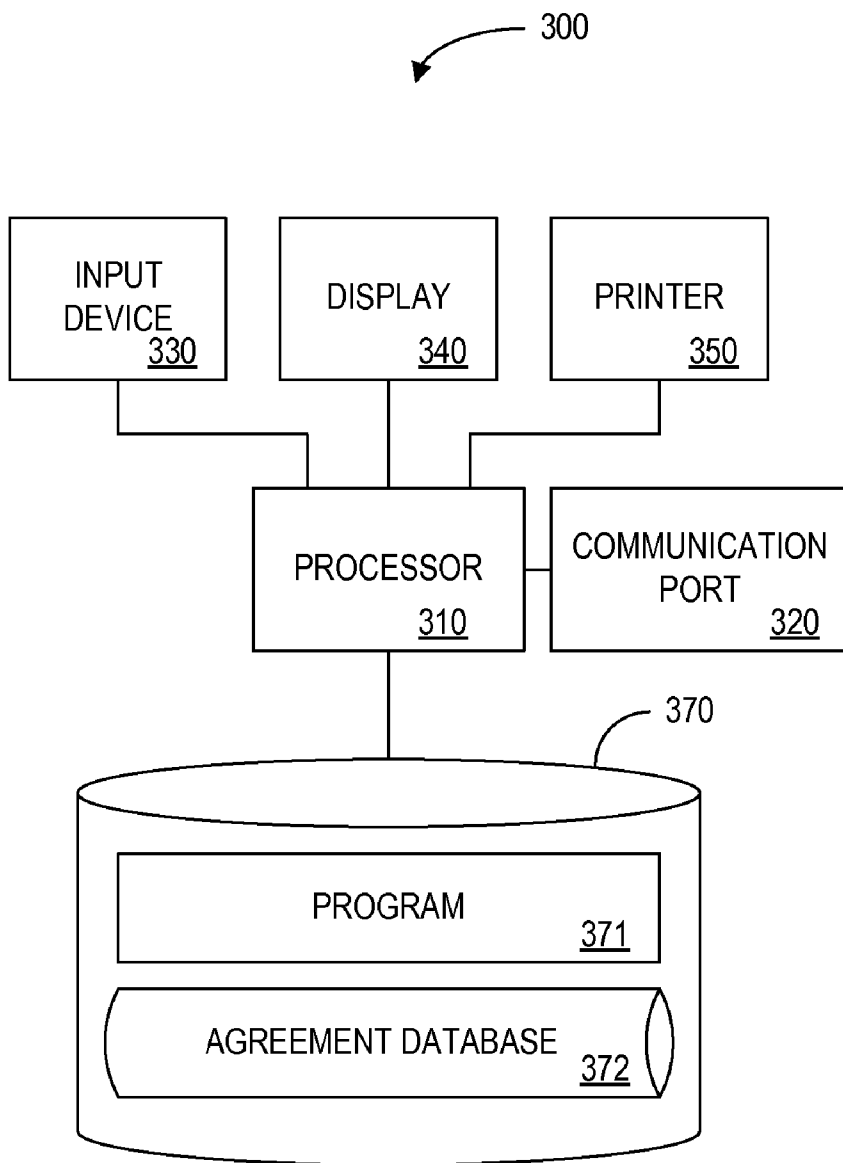 300
INPUT
DEVICE
330
DISPLAY
340
PRINTER
350
PROCESSOR
310
COMMUNICATION
PORT
320
370
PROGRAM
371
AGREEMENT DATABASE
372